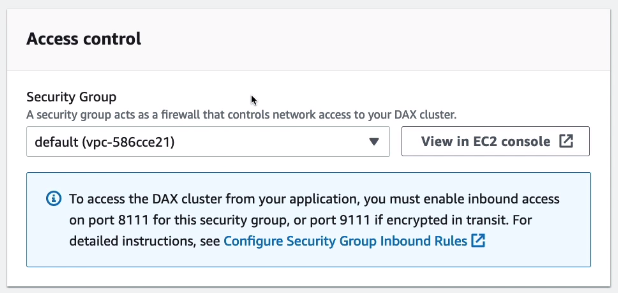 Access control
Security Group
A security group acts as a firewall that controls network access to your DAX cluster.
default (vpc-586cce21)
View in EC2 console
To access the DAX cluster from your application, you must enable inbound access
on port 8111 for this security group, or port 9111 if encrypted in transit. For
detailed instructions, see Configure Security Group Inbound Rules